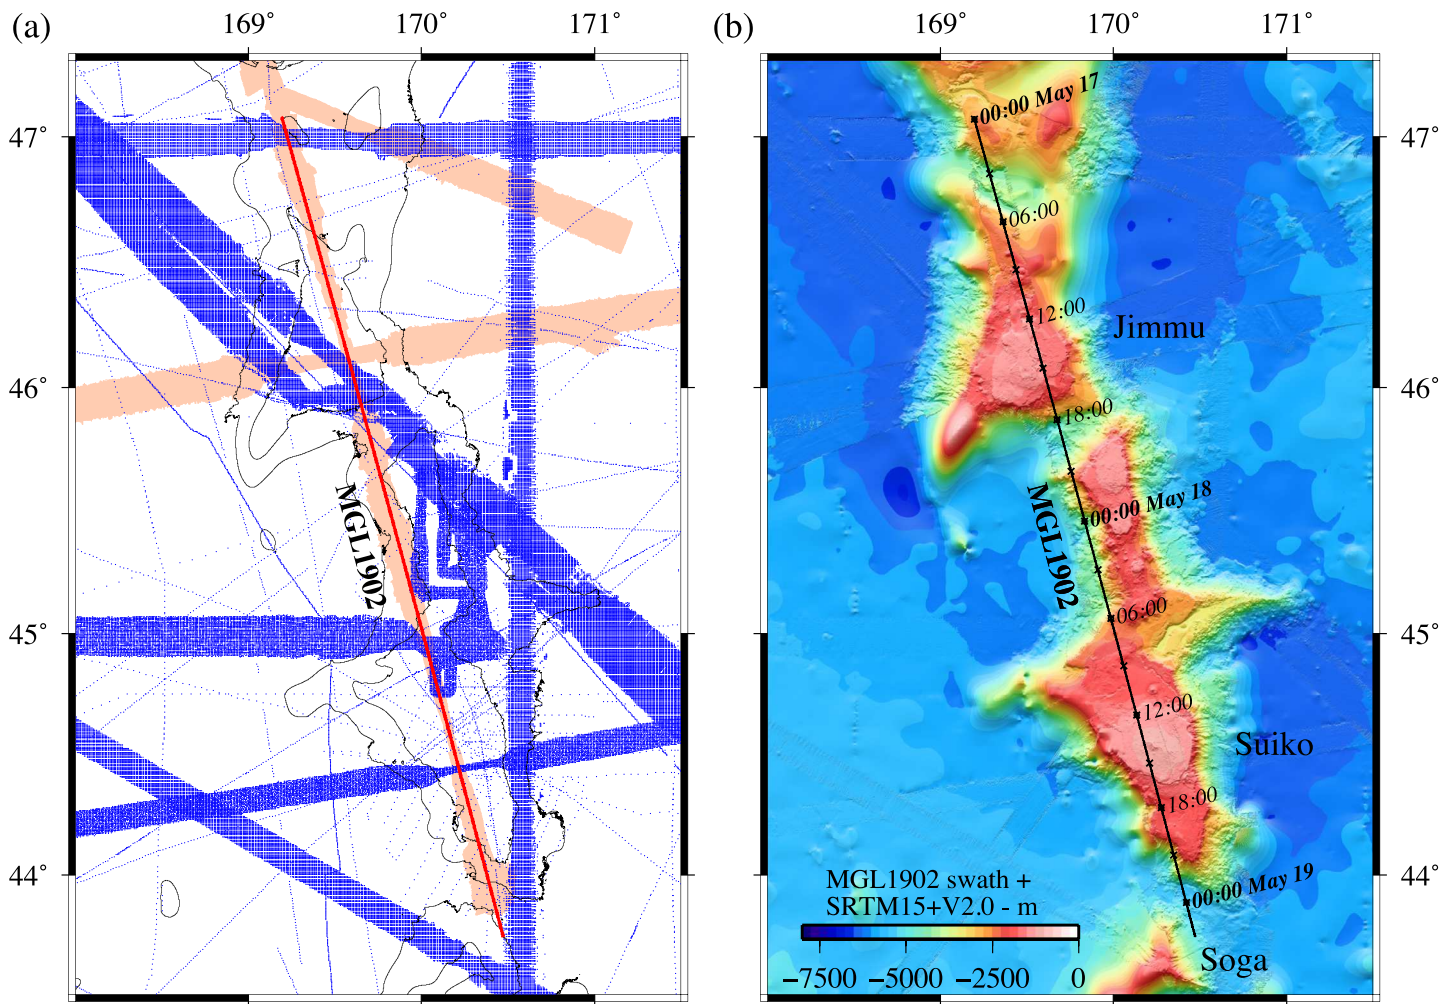 (a)
169° 170° 171°
47°
46°
45°
44°
MGL1902
(b)
169° 170° 171°
47°
46°
45°
44°
00:00 May 17
06:00
12:00
Jimmu
18:00
00:00 May 18
MGL1902
06:00
12:00
Suiko
18:00
00:00 May 19
MGL1902 swath +
SRTM15+V2.0 - m
−7500 −5000 −2500 0
Soga